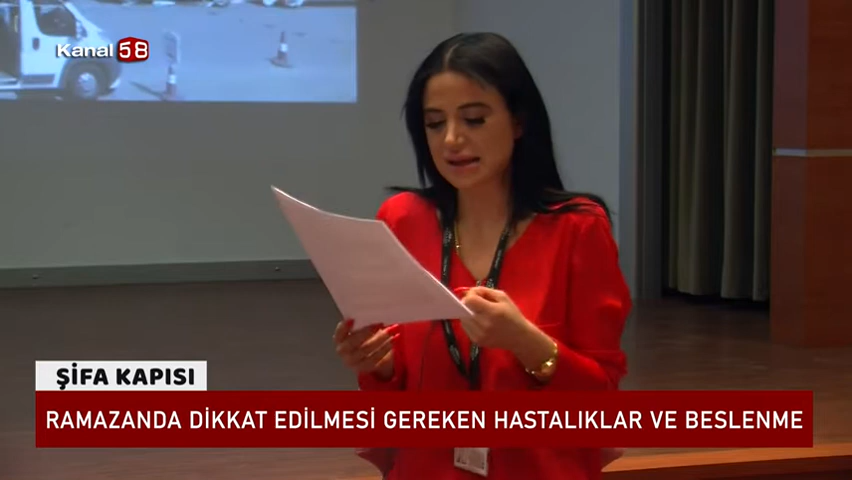 Kanal 58
ŞİFA KAPISI
RAMAZANDA DİKKAT EDİLMESİ GEREKEN HASTALIKLAR VE BESLENME